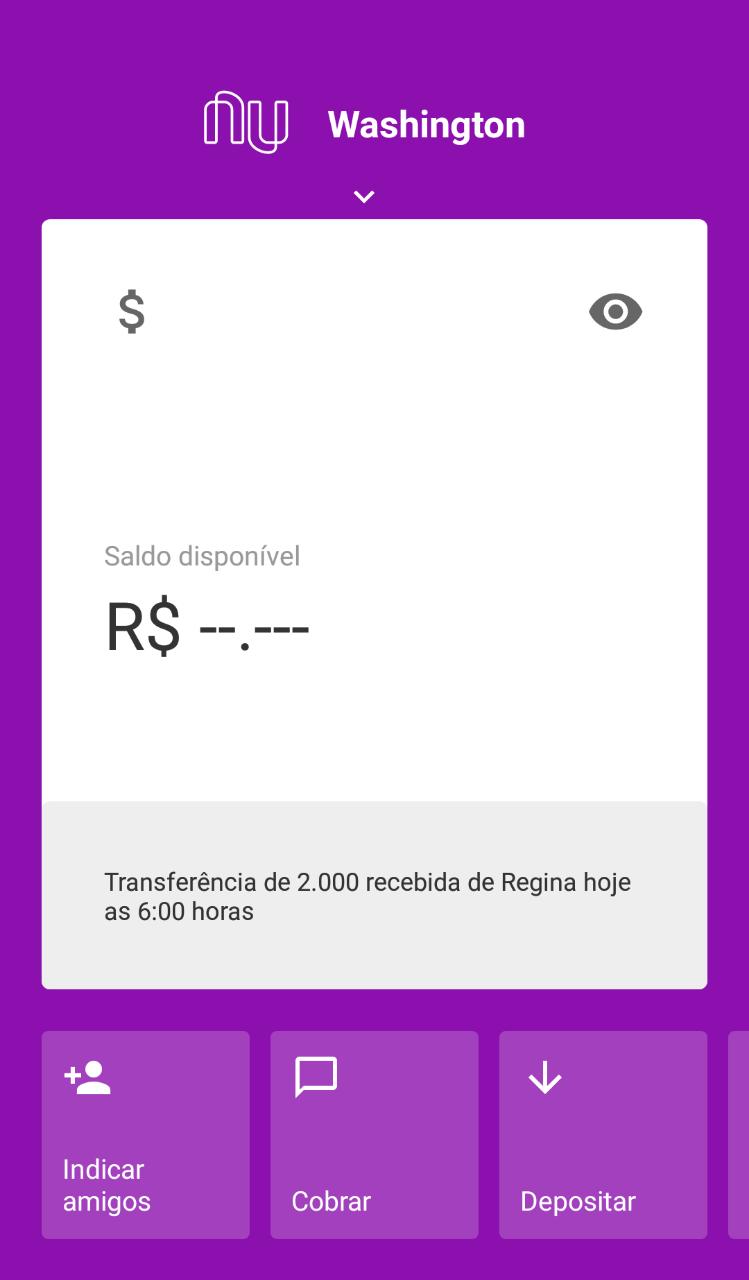 nu Washington
$
Saldo disponível
R$ --.---
Transferência de 2.000 recebida de Regina hoje
as 6:00 horas
Indicar
amigos
Cobrar
Depositar